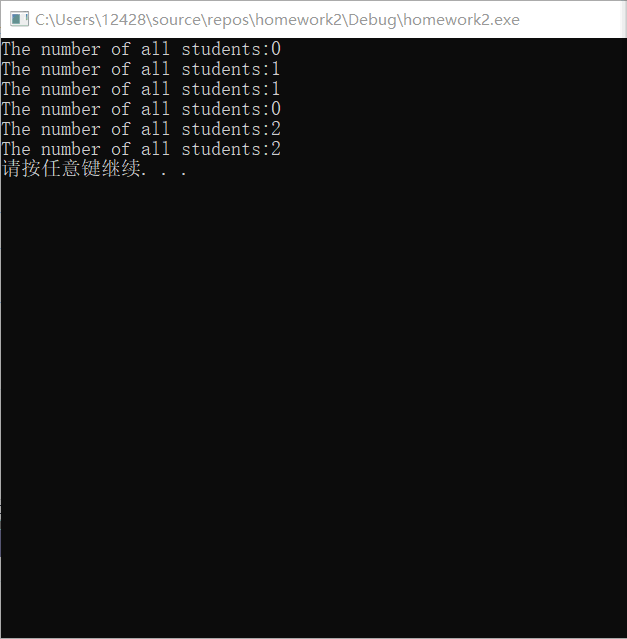 C:\Users\12428\source\repos\homework2\Debug\homework2.exe
The number of all students:0
The number of all students:1
The number of all students:1
The number of all students:0
The number of all students:2
The number of all students:2
请按任意键继续. . .